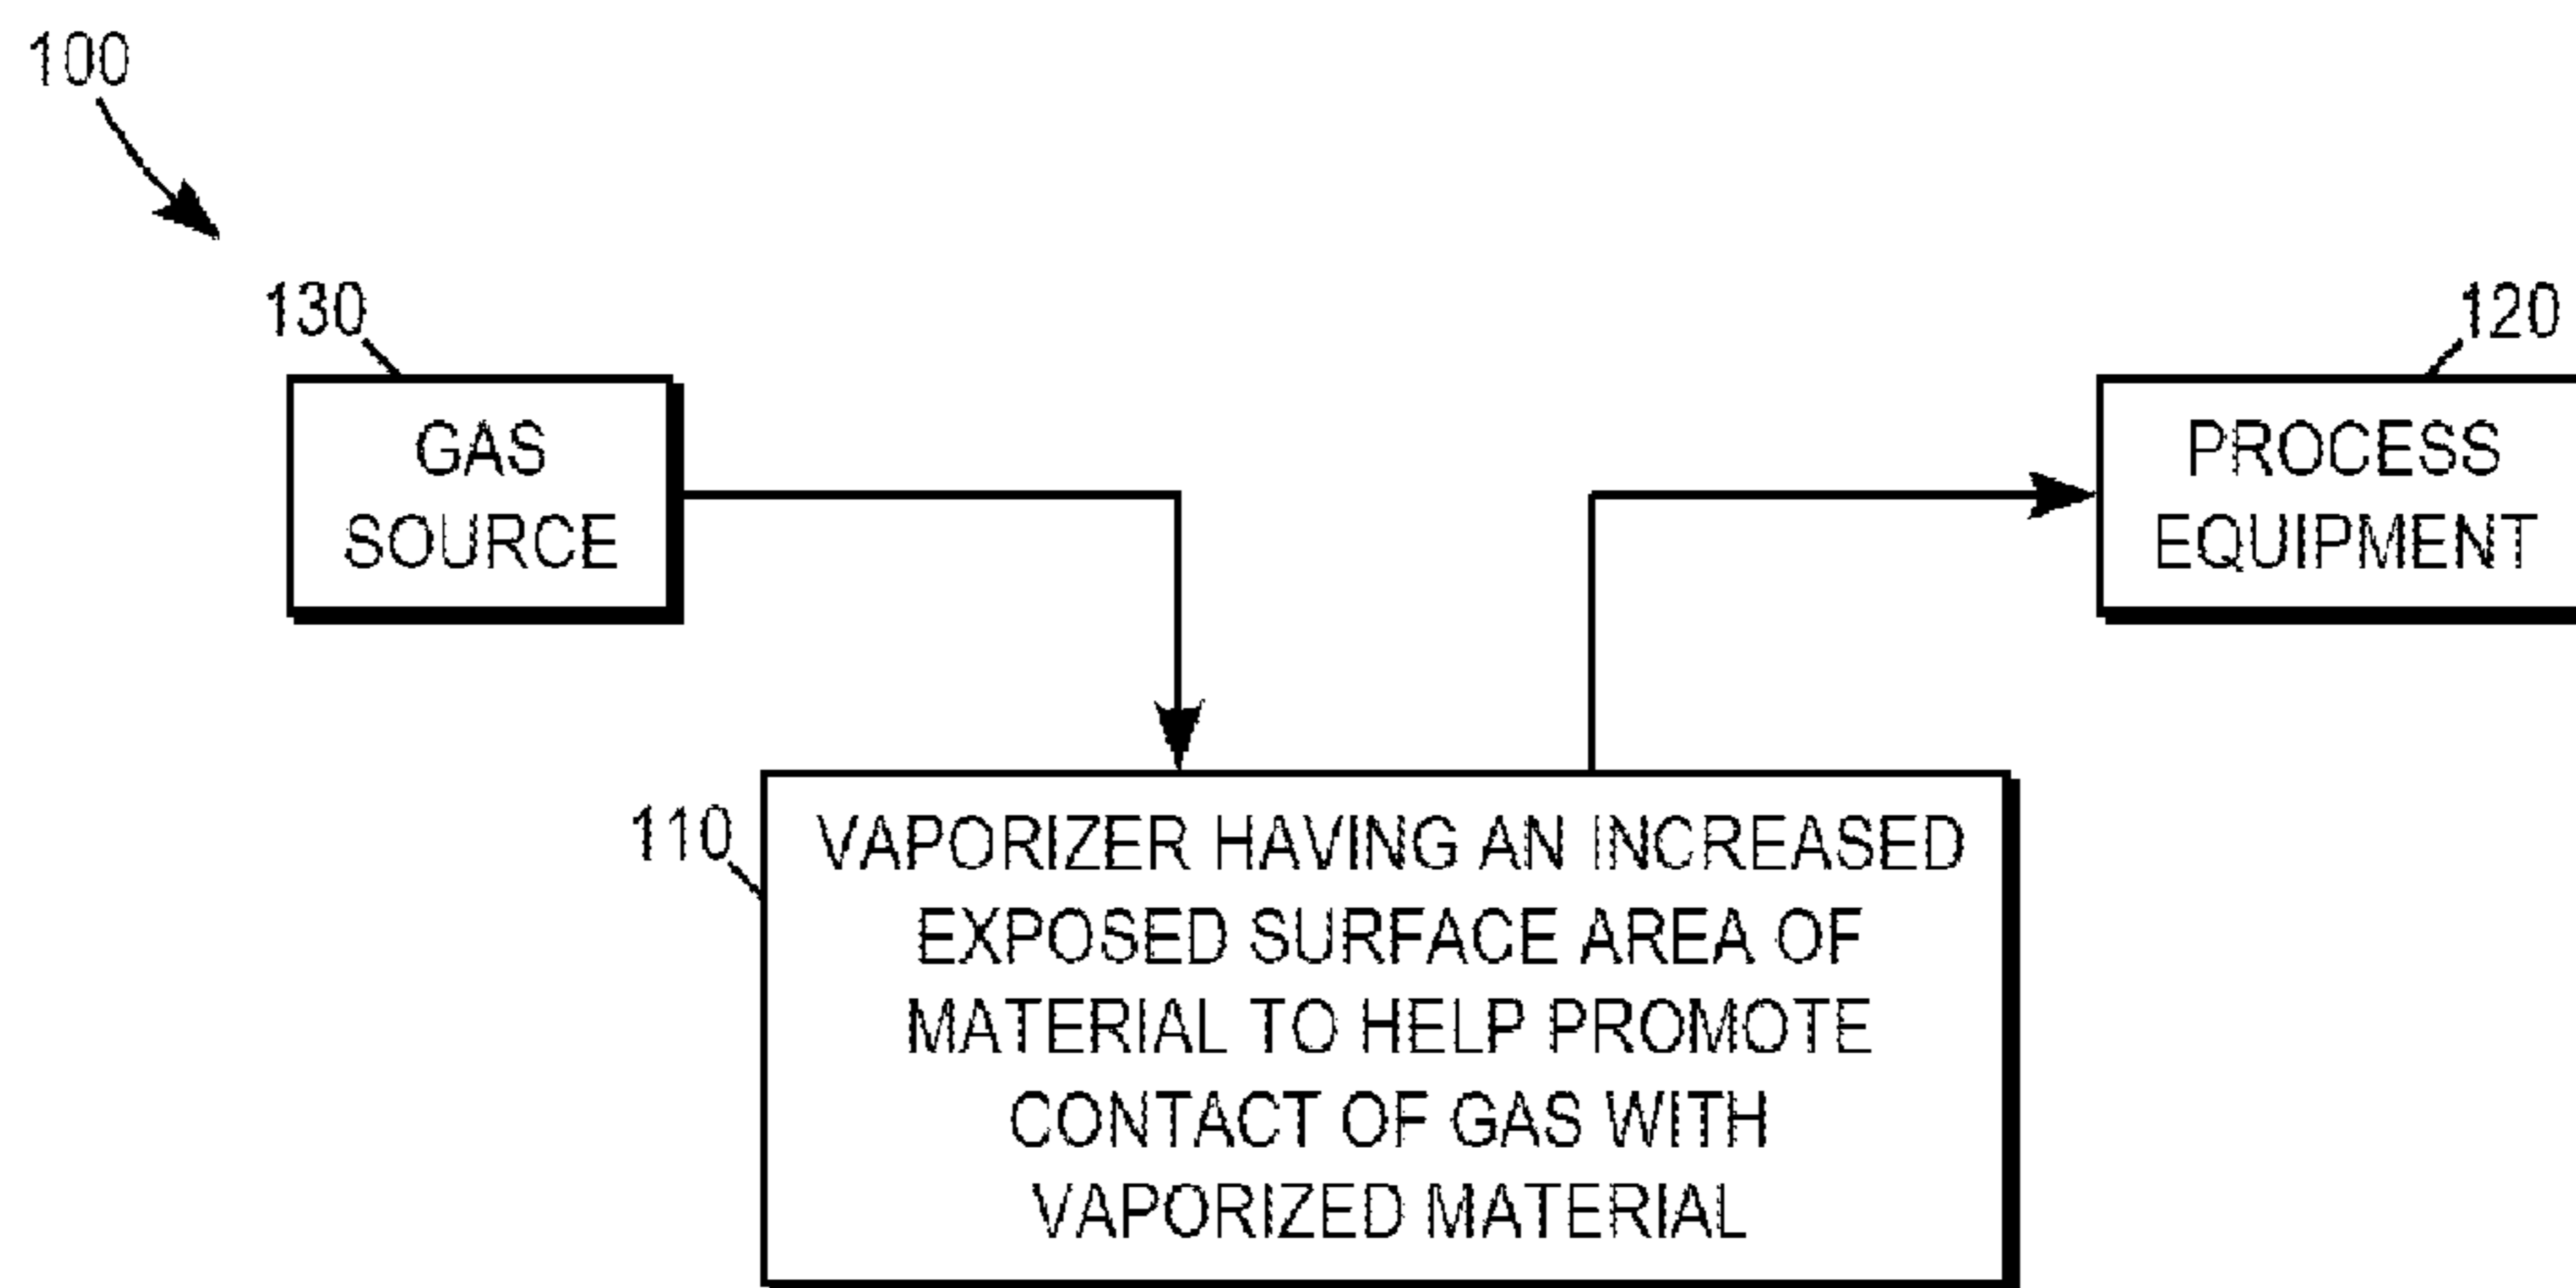 100
130
GAS
SOURCE
120
PROCESS
EQUIPMENT
110
VAPORIZER HAVING AN INCREASED
EXPOSED SURFACE AREA OF
MATERIAL TO HELP PROMOTE
CONTACT OF GAS WITH
VAPORIZED MATERIAL